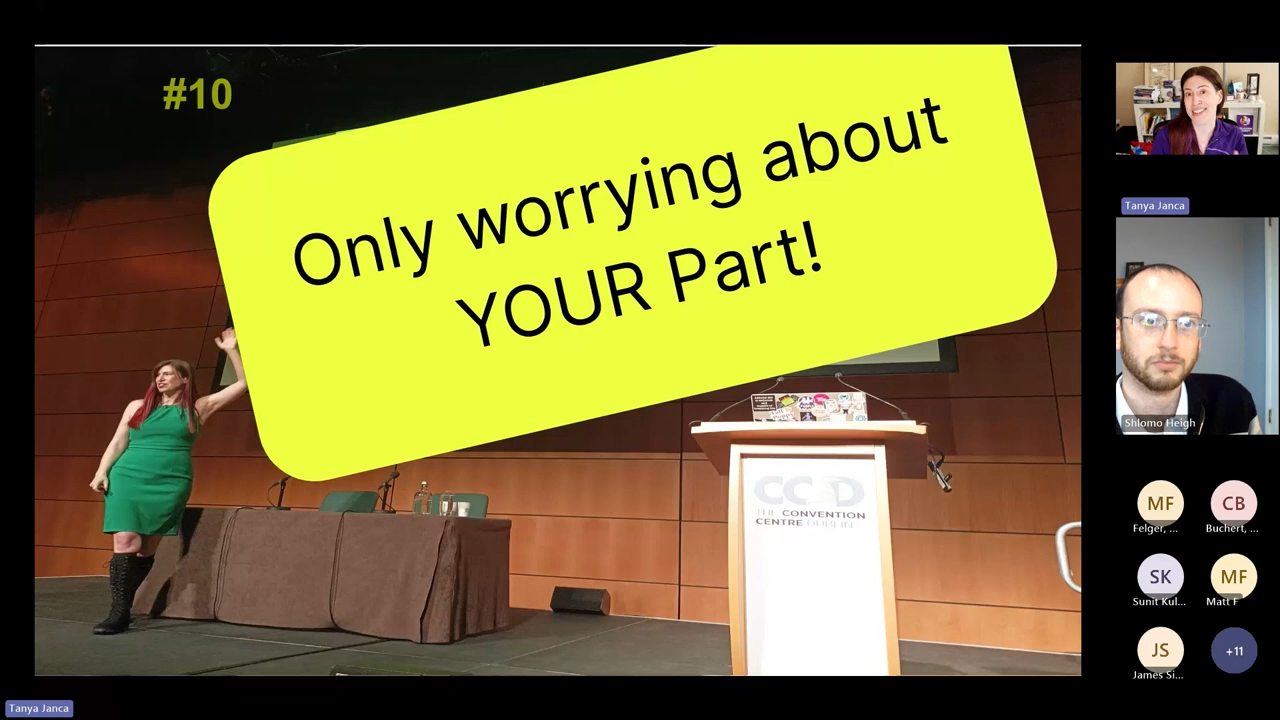 #10
Only worrying about
YOUR Part!
CC D
THE CONVENTION
CENTRE DUBLIN
Tanya Janca
Shlomo Heigh
MF
CB
Felger, ...
Buchert, ...
SK
MF
Sunit Kul...
Matt F
JS
+11
James Si...
Tanya Janca